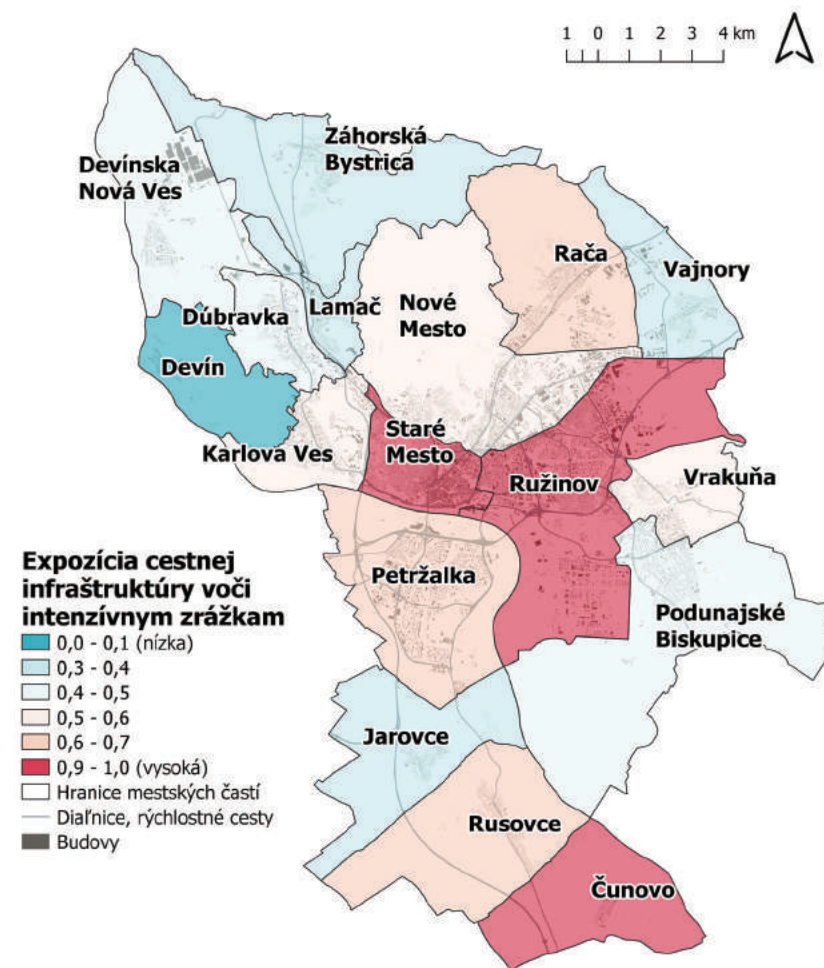 1 0 1 2 3 4 km
Záhorská
Bystrica
Devínska
Nová Ves
Rača
Vajnory
Lamač
Nové
Mesto
Dúbravka
Devín
Staré
Mesto
Karlova Ves
Vrakuňa
Ružinov
Petržalka
Podunajské
Biskupice
Jarovce
Rusovce
Čunovo
Expozícia cestnej
infraštruktúry voči
intenzívnym zrážkam
0,0 - 0,1 (nízka)
0,3 - 0,4
0,4 - 0,5
0,5 - 0,6
0,6 - 0,7
0,9 - 1,0 (vysoká)
Hranice mestských častí
Diaľnice, rýchlostné cesty
Budovy